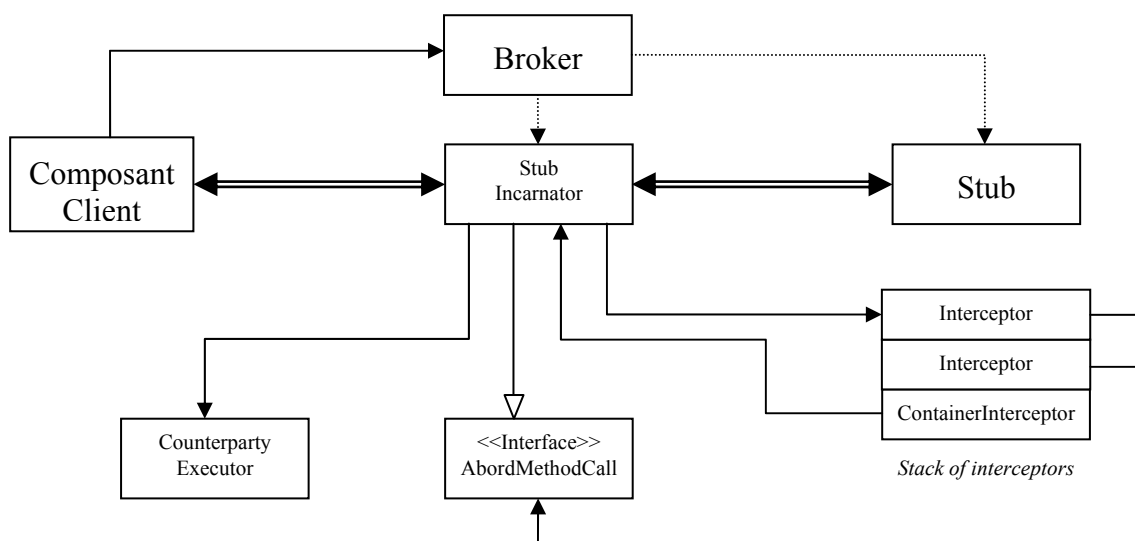 Broker
Composant
Client
Stub
Incarnator
Stub
Interceptor
Interceptor
ContainerInterceptor
Stack of interceptors
Counterparty
Executor
<<Interface>>
AbordMethodCall